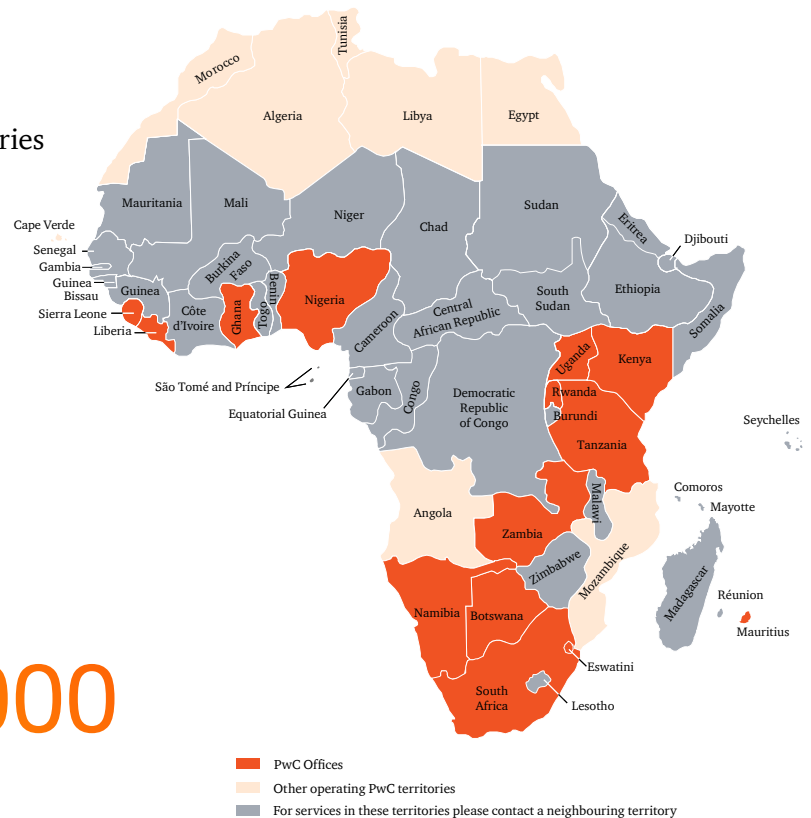 Tunisia
Morocco
Algeria
Libya
Egypt
ries
Mauritania
Mali
Niger
Chad
Sudan
Eritrea
Djibouti
Cape Verde
Senegal
Gambia
Guinea
Bissau
Guinea
Burkina
Faso
Benin
Togo
Ghana
Côte
d'Ivoire
Sierra Leone
Liberia
Nigeria
Cameroon
Central
African Republic
South
Sudan
Ethiopia
Somalia
São Tomé and Príncipe
Equatorial Guinea
Gabon
Congo
Democratic
Republic
of Congo
Uganda
Kenya
Rwanda
Burundi
Tanzania
Seychelles
Comoros
Mayotte
Angola
Zambia
Malawi
Mozambique
Zimbabwe
Madagascar
Réunion
Mauritius
Namibia
Botswana
Eswatini
South
Africa
Lesotho
000
PwC Offices
Other operating PwC territories
For services in these territories please contact a neighbouring territory